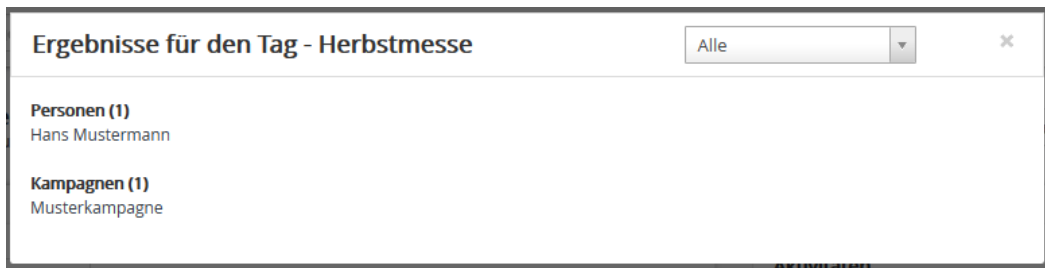 Ergebnisse für den Tag - Herbstmesse
Alle
Personen (1)
Hans Mustermann
Kampagnen (1)
Musterkampagne